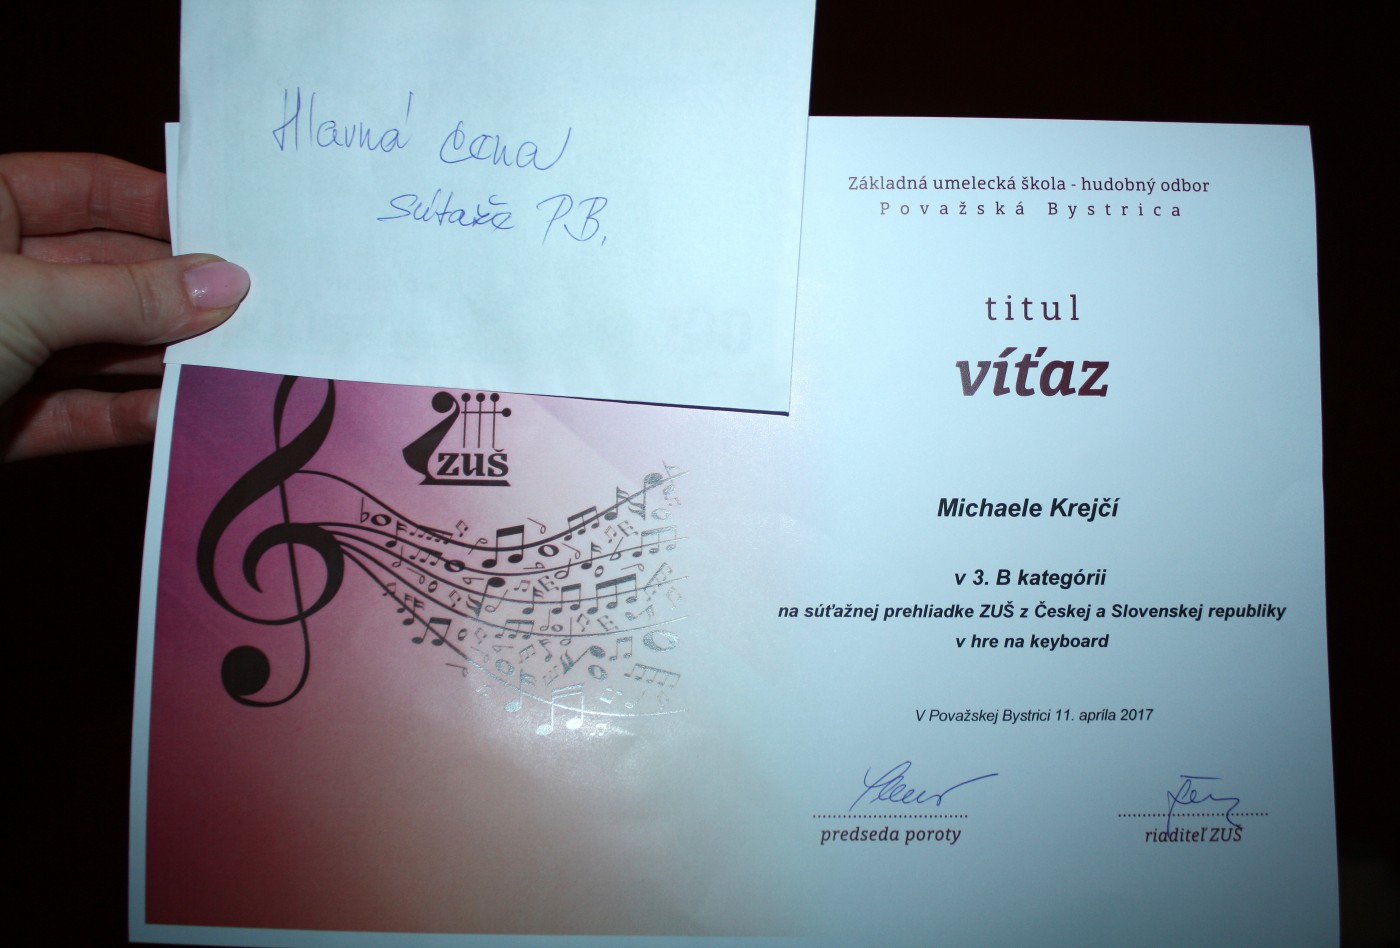 Hlavná cena
súťaže P.B.
zuš
Základná umelecká škola - hudobný odbor
Považská Bystrica
titul
víťaz
Michaele Krejčí
v 3. B kategórii
na súťažnej prehliadke ZUŠ z Českej a Slovenskej republiky
v hre na keyboard
V Považskej Bystrici 11. apríla 2017
predseda poroty
riaditeľ ZUŠ